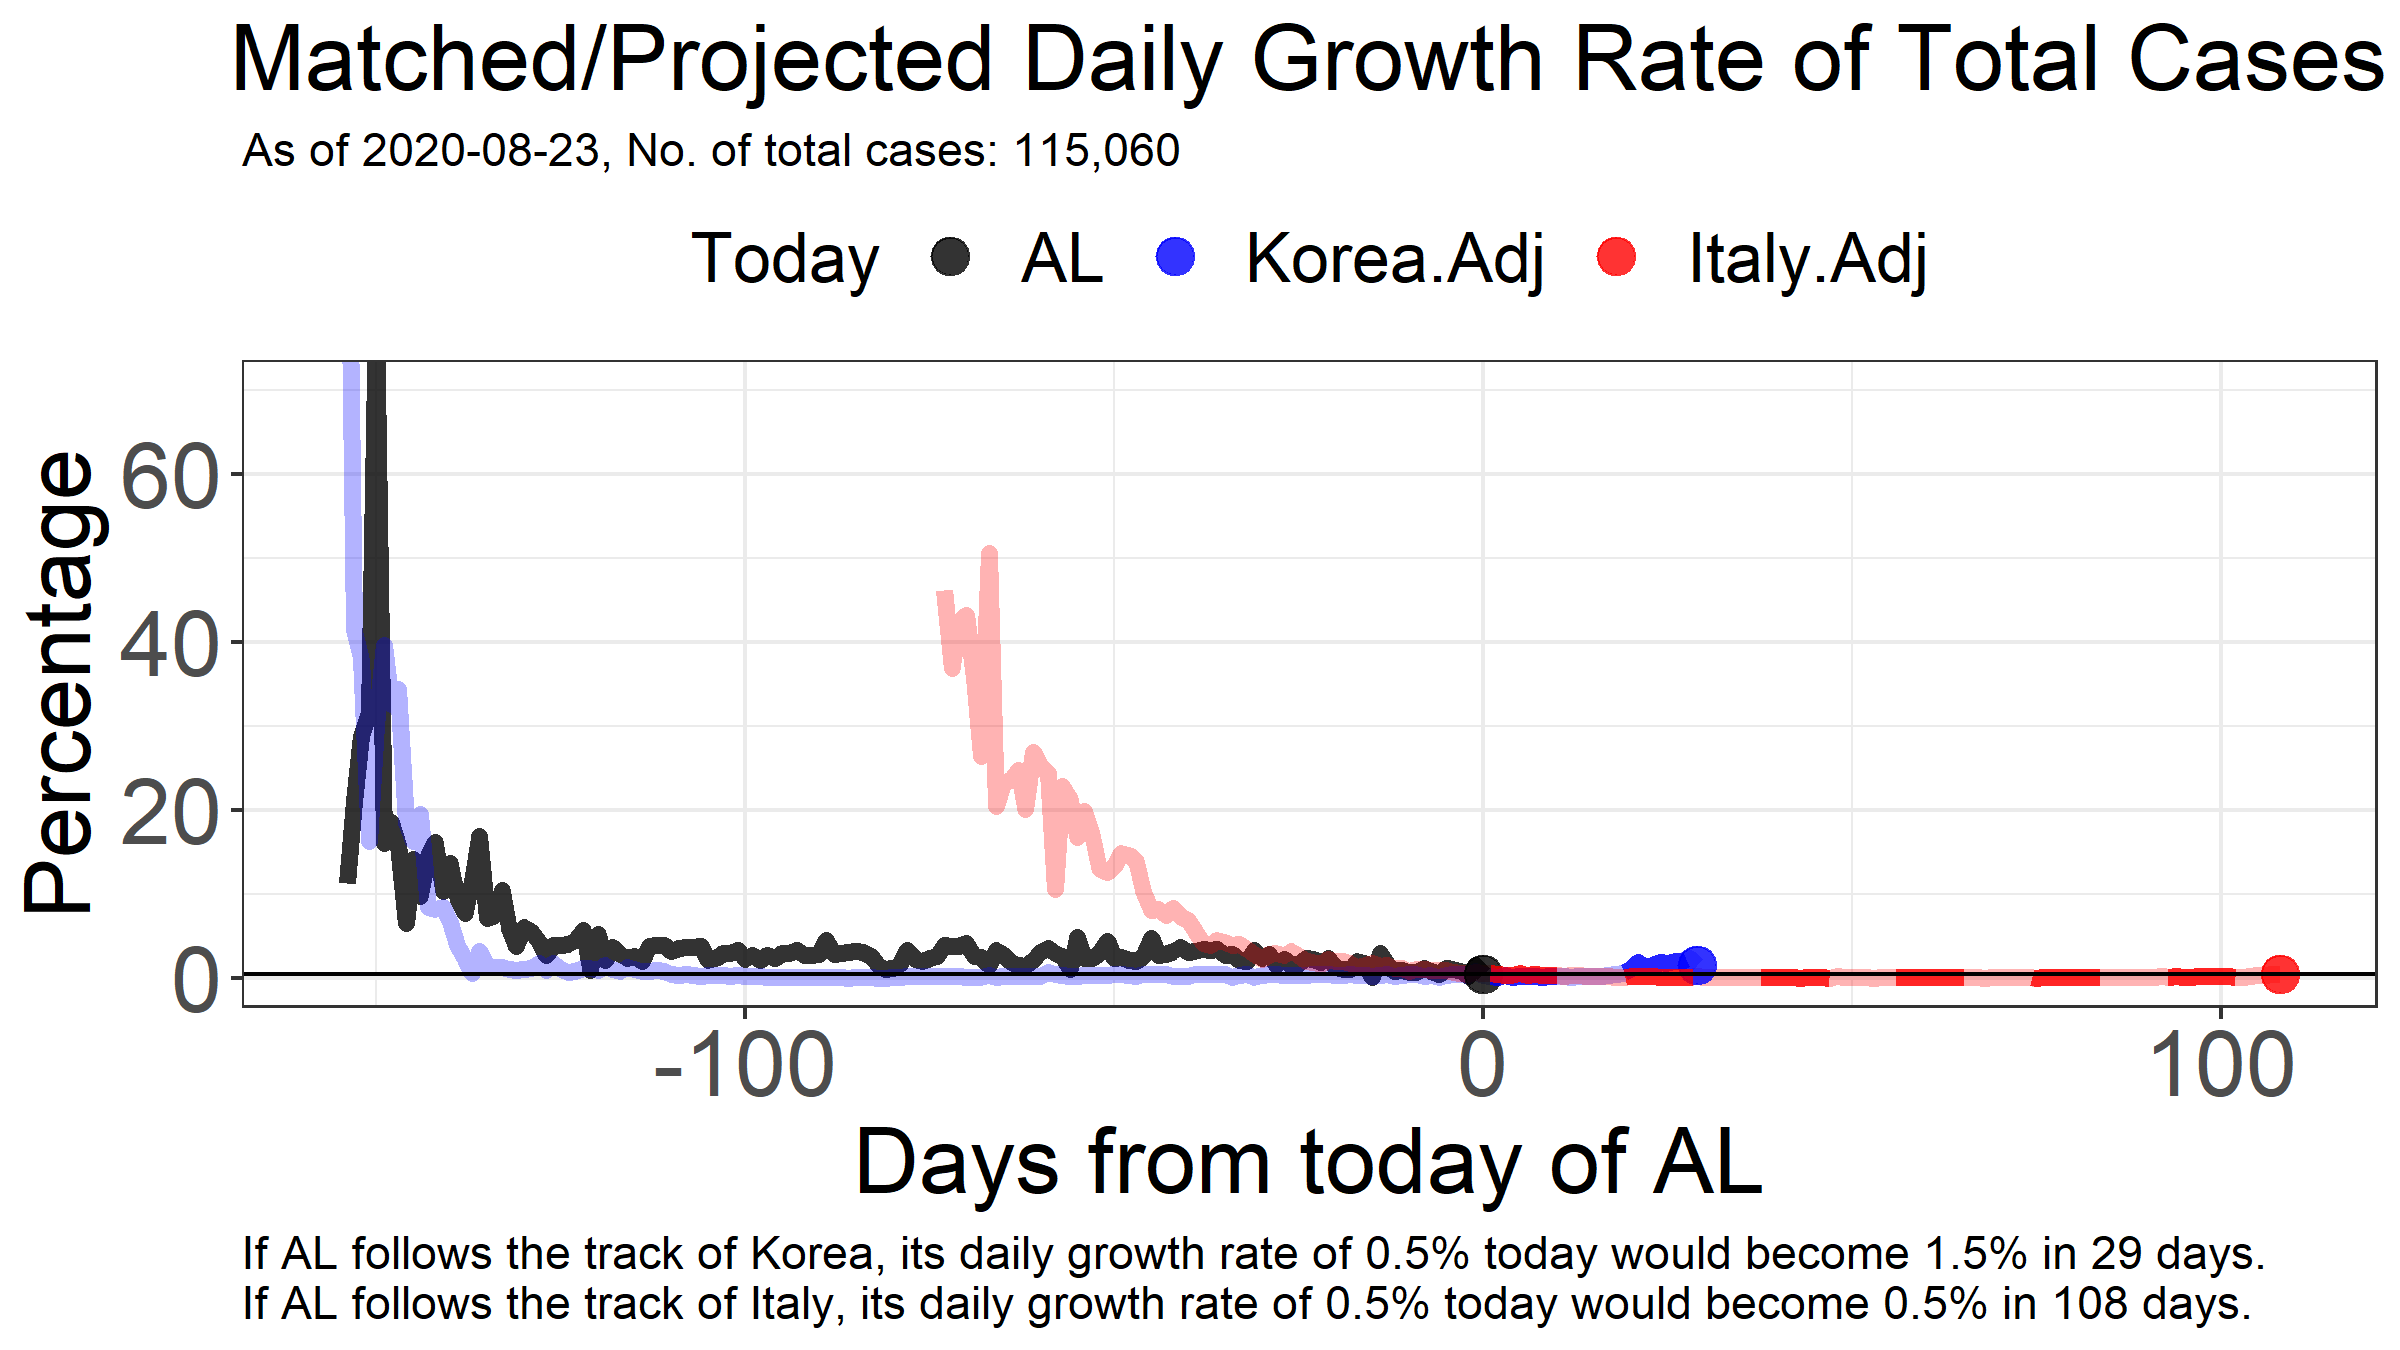 Matched/Projected Daily Growth Rate of Total Cases
As of 2020-08-23, No. of total cases: 115,060
Today AL Korea.Adj Italy.Adj
Percentage
60
40
20
0
-100 0 100
Days from today of AL
If AL follows the track of Korea, its daily growth rate of 0.5% today would become 1.5% in 29 days.
If AL follows the track of Italy, its daily growth rate of 0.5% today would become 0.5% in 108 days.